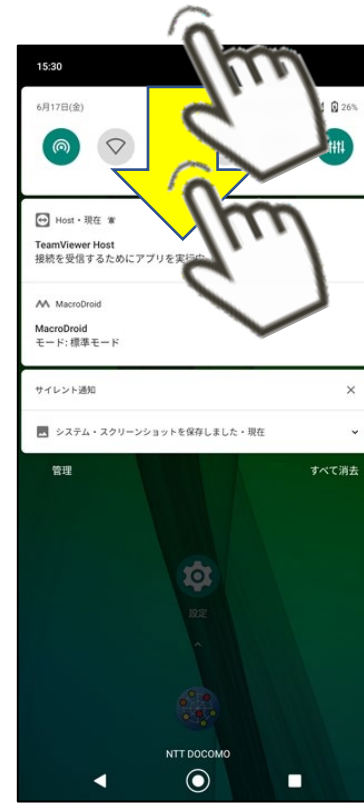 15:30
6月17日(金)
26%
Host・現在
TeamViewer Host
接続を受信するためにアプリを実行中
MacroDroid
MacroDroid
モード: 標準モード
サイレント通知
システム・スクリーンショットを保存しました・現在
管理
すべて消去
設定
NTT DOCOMO